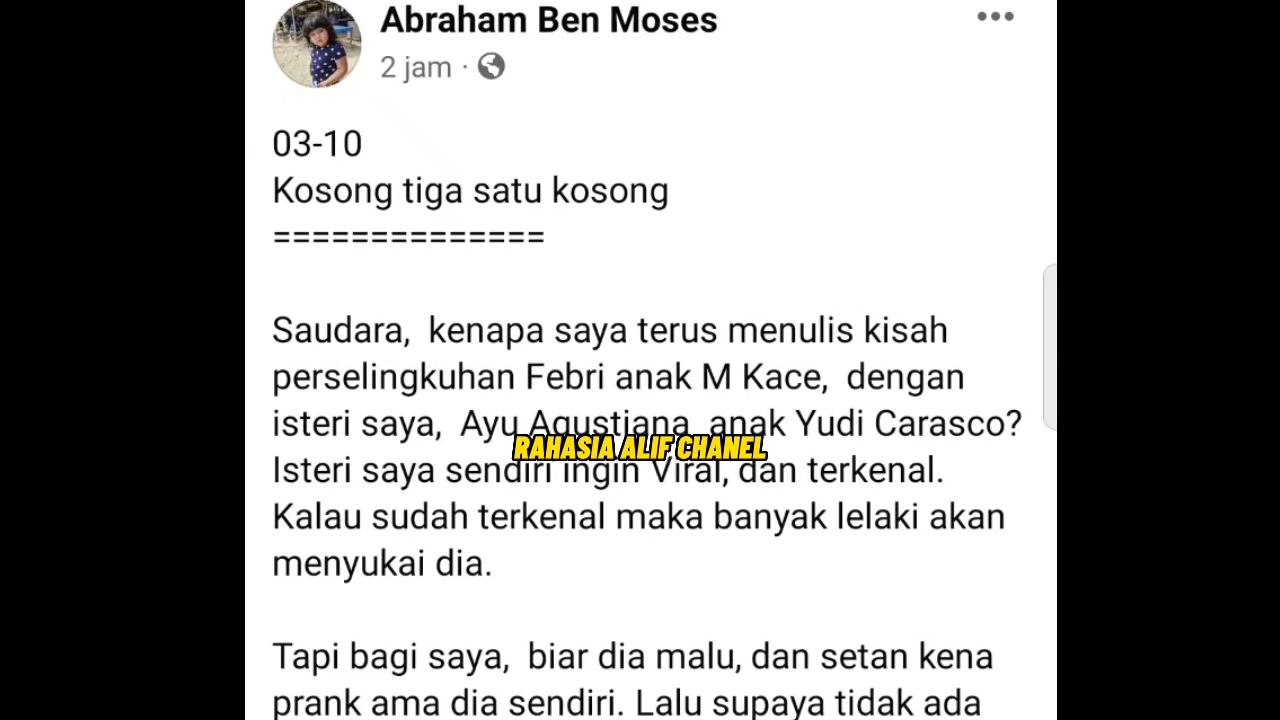 Abraham Ben Moses
2 jam ·
03-10
Kosong tiga satu kosong
==============
Saudara, kenapa saya terus menulis kisah
perselingkuhan Febri anak M Kace, dengan
isteri saya, Ayu Agustiana, anak Yudi Carasco?
RAHASIA ALIF CHANEL
Isteri saya sendiri ingin Viral, dan terkenal.
Kalau sudah terkenal maka banyak lelaki akan
menyukai dia.
Tapi bagi saya, biar dia malu, dan setan kena
prank ama dia sendiri. Lalu supaya tidak ada